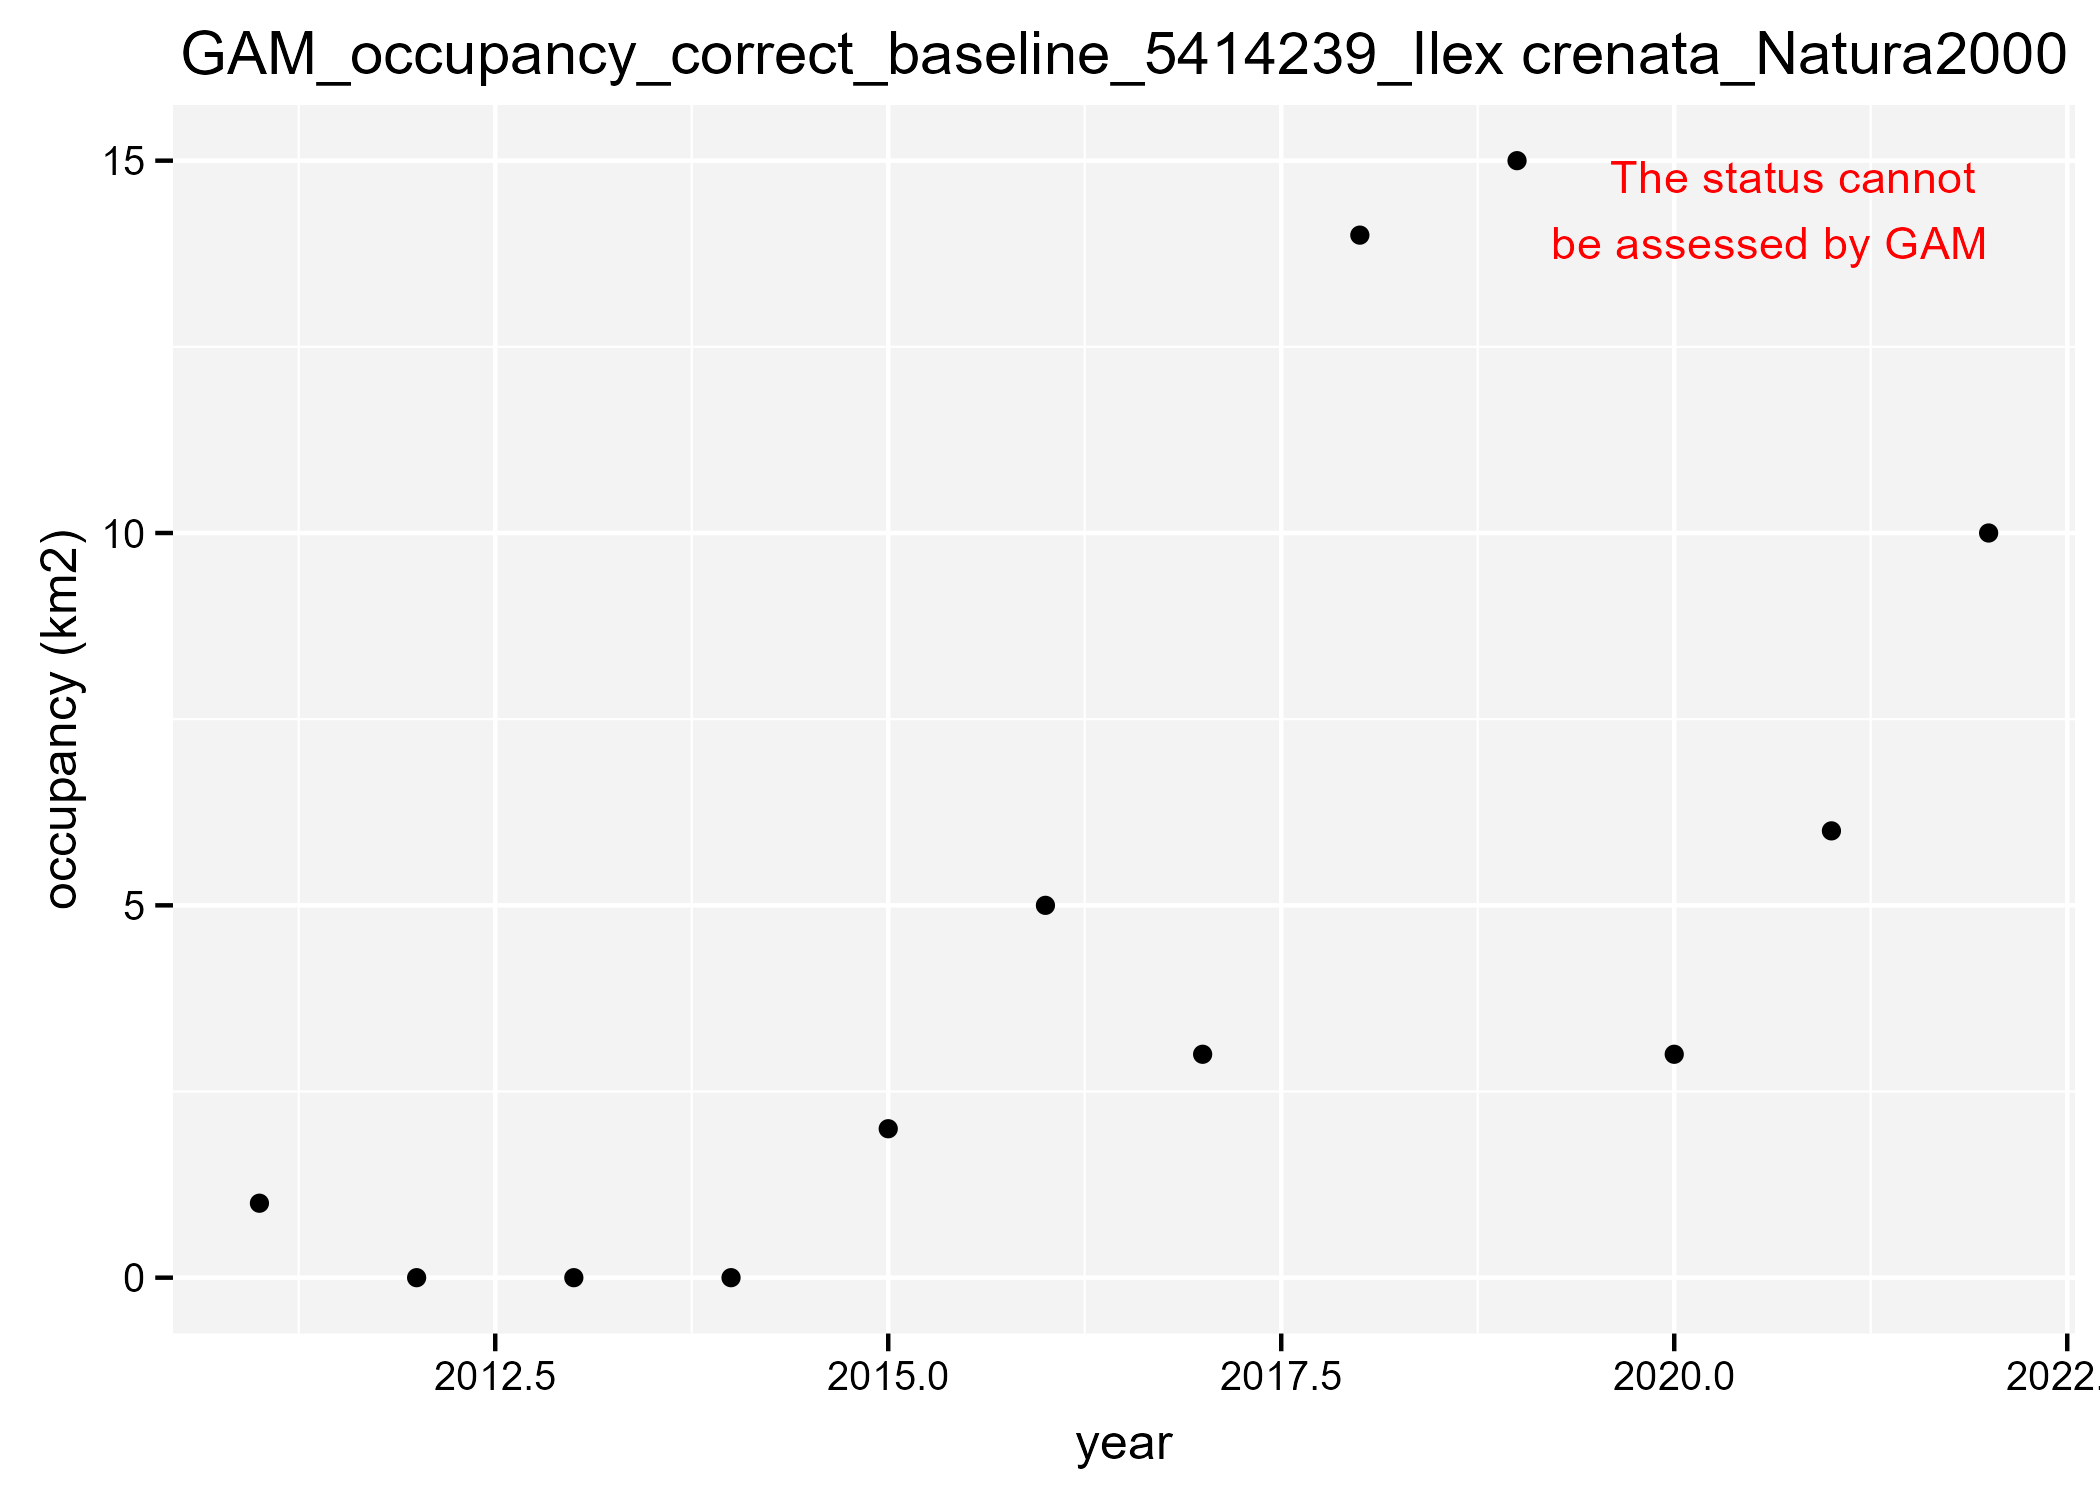 GAM_occupancy_correct_baseline_5414239_Ilex crenata_Natura2000
15
The status cannot
be assessed by GAM
10
occupancy (km2)
5
0
2012.5 2015.0 2017.5 2020.0 2022.
year